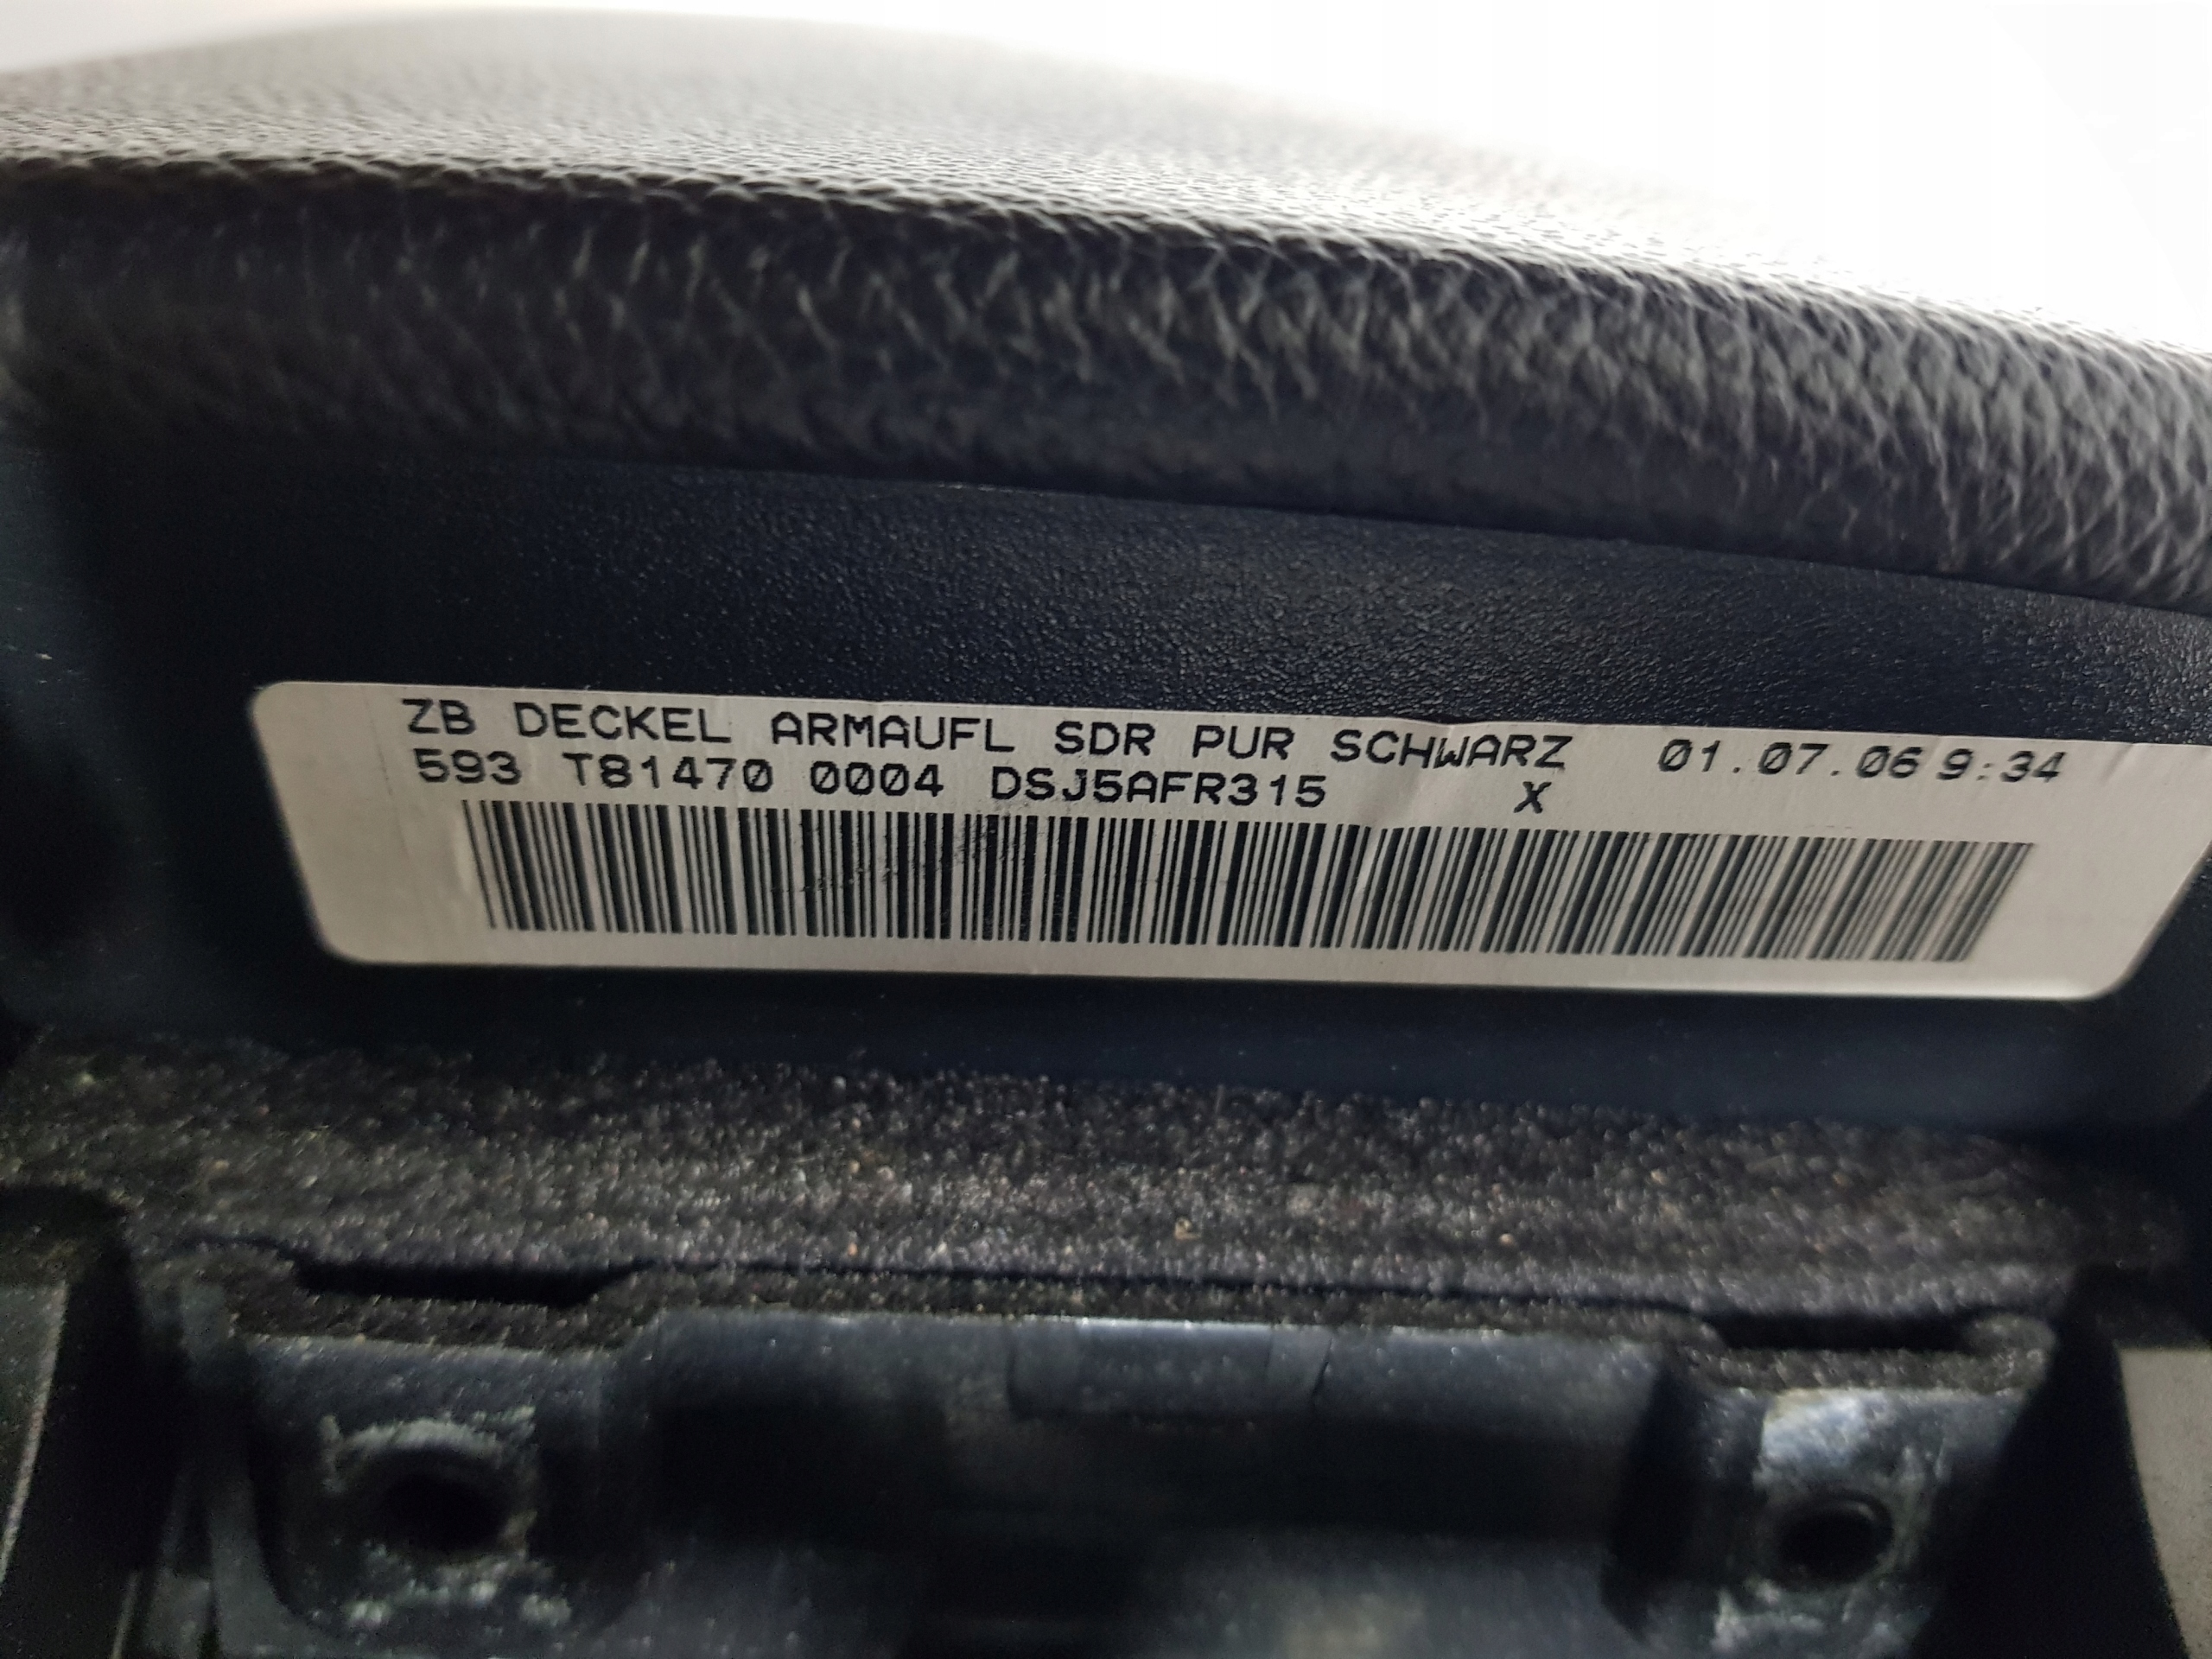 ZB DECKEL ARMAUFL SDR PUR SCHWARZ 01.07.06 9:34
593 T81470 0004 DSJ5AFR315 X